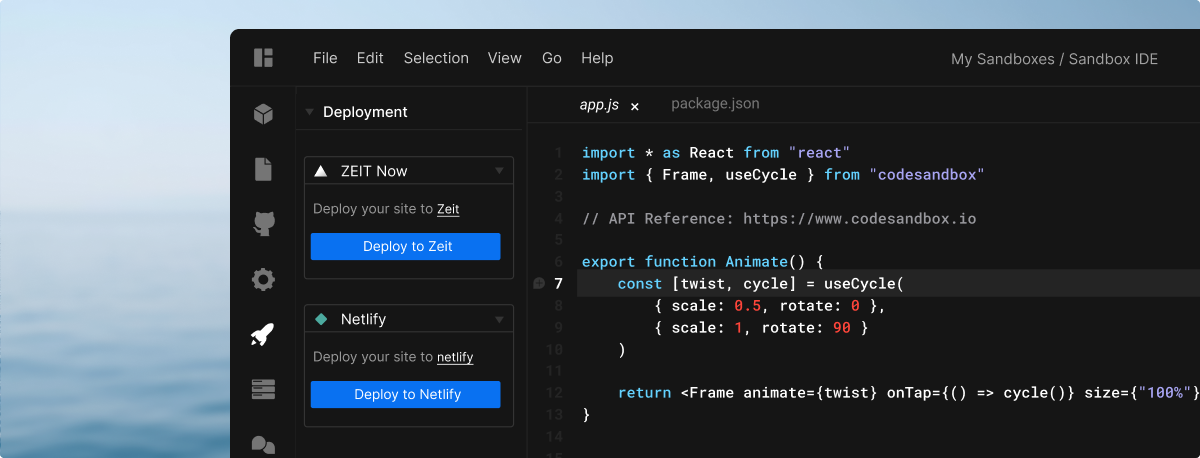 File Edit Selection View Go Help
My Sandboxes / Sandbox IDE
Deployment
ZEIT Now
Deploy your site to Zeit
Deploy to Zeit
Netlify
Deploy your site to netlify
Deploy to Netlify
app.js × package.json
1 import * as React from "react"
2 import { Frame, useCycle } from "codesandbox"
3
4 // API Reference: https://www.codesandbox.io
5
6 export function Animate() {
7 const [twist, cycle] = useCycle(
8 { scale: 0.5, rotate: 0 },
9 { scale: 1, rotate: 90 }
10 )
11
12 return <Frame animate={twist} onTap={() => cycle()} size={"100%"}
13 }
14